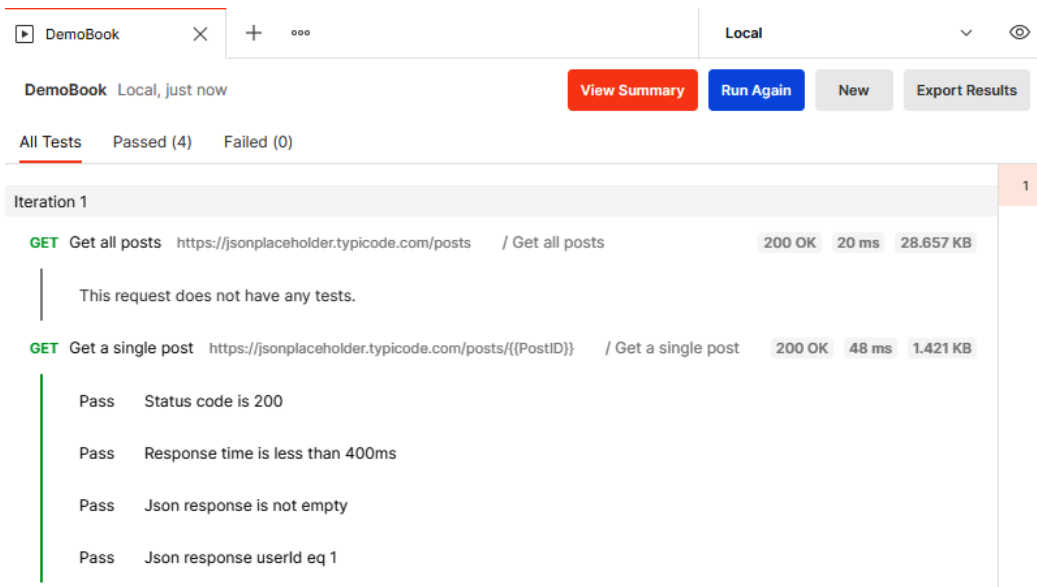 DemoBook
Local
DemoBook Local, just now View Summary Run Again New Export Results
All Tests Passed (4) Failed (0)
1
Iteration 1
GET Get all posts https://jsonplaceholder.typicode.com/posts / Get all posts 200 OK 20 ms 28.657 KB
This request does not have any tests.
GET Get a single post https://jsonplaceholder.typicode.com/posts/{{PostID}} / Get a single post 200 OK 48 ms 1.421 KB
Pass Status code is 200
Pass Response time is less than 400ms
Pass Json response is not empty
Pass Json response userId eq 1